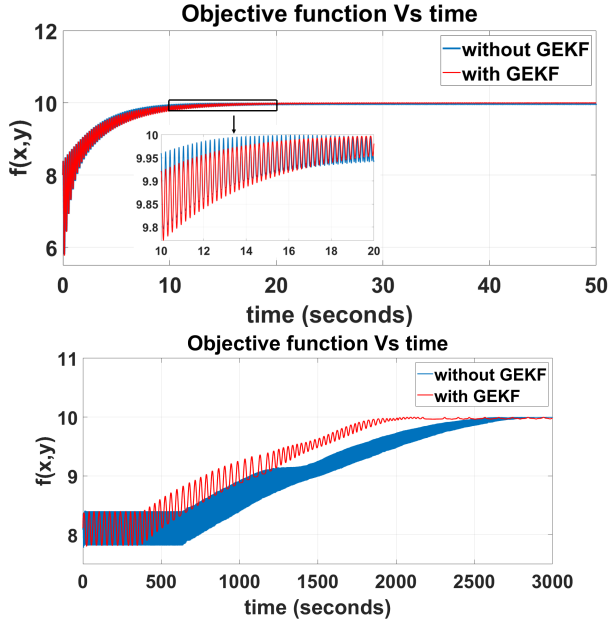 Objective function Vs time
12
10
8
6
f(x,y)
without GEKF
with GEKF
10
9.95
9.9
9.85
9.8
10 12 14 16 18 20
0 10 20 30 40 50
time (seconds)
Objective function Vs time
11
10
9
8
f(x,y)
without GEKF
with GEKF
0 500 1000 1500 2000 2500 3000
time (seconds)